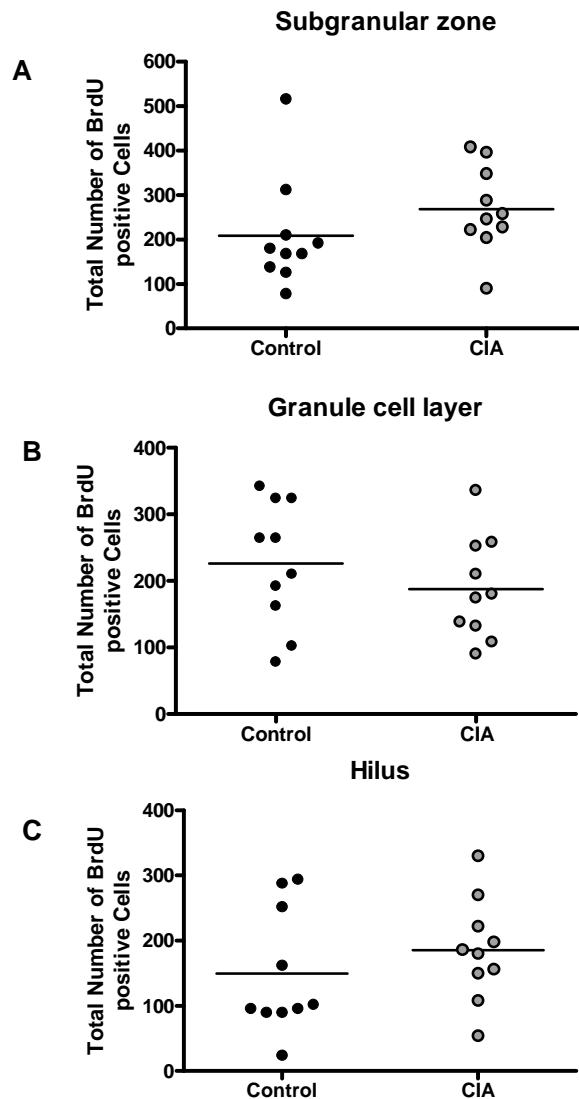 Subgranular zone
A
Total Number of BrdU
positive Cells
600
500
400
300
200
100
0
Control
CIA
Granule cell layer
B
Total Number of BrdU
positive Cells
400
300
200
100
0
Control
CIA
Hilus
C
Total Number of BrdU
positive Cells
400
300
200
100
0
Control
CIA